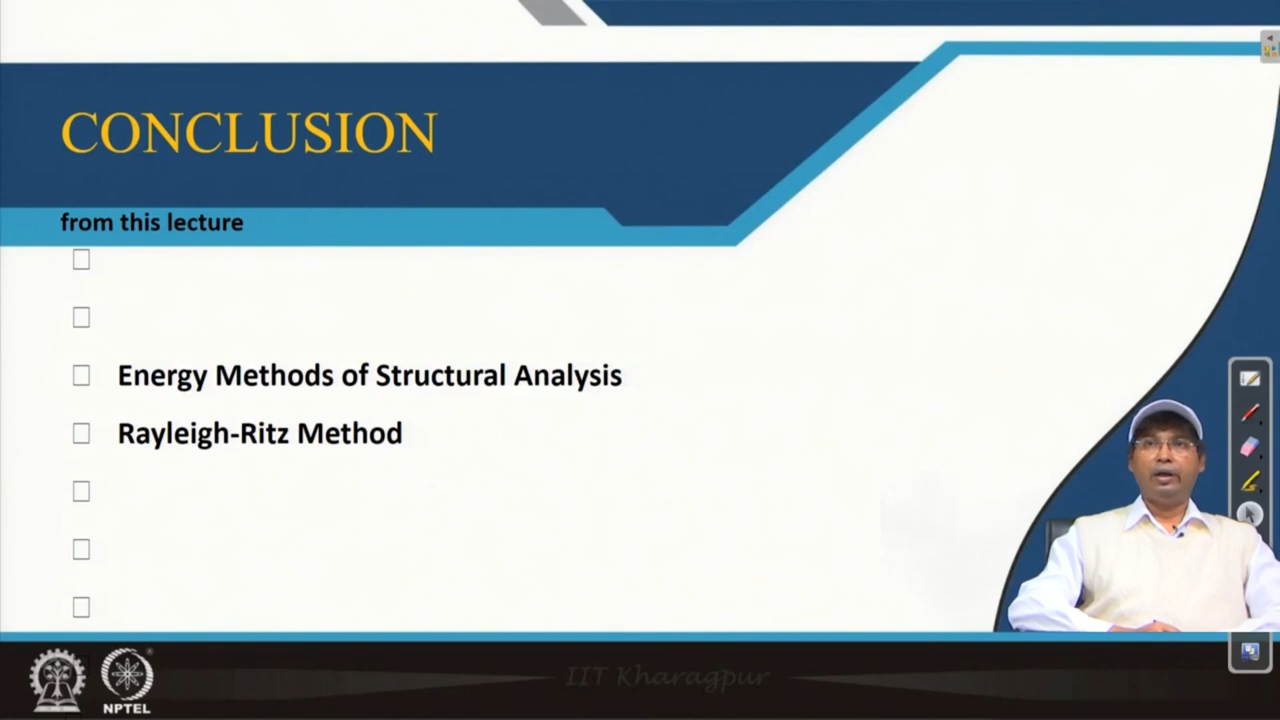 CONCLUSION
from this lecture
Energy Methods of Structural Analysis
Rayleigh-Ritz Method
IIT Kharagpur
NPTEL